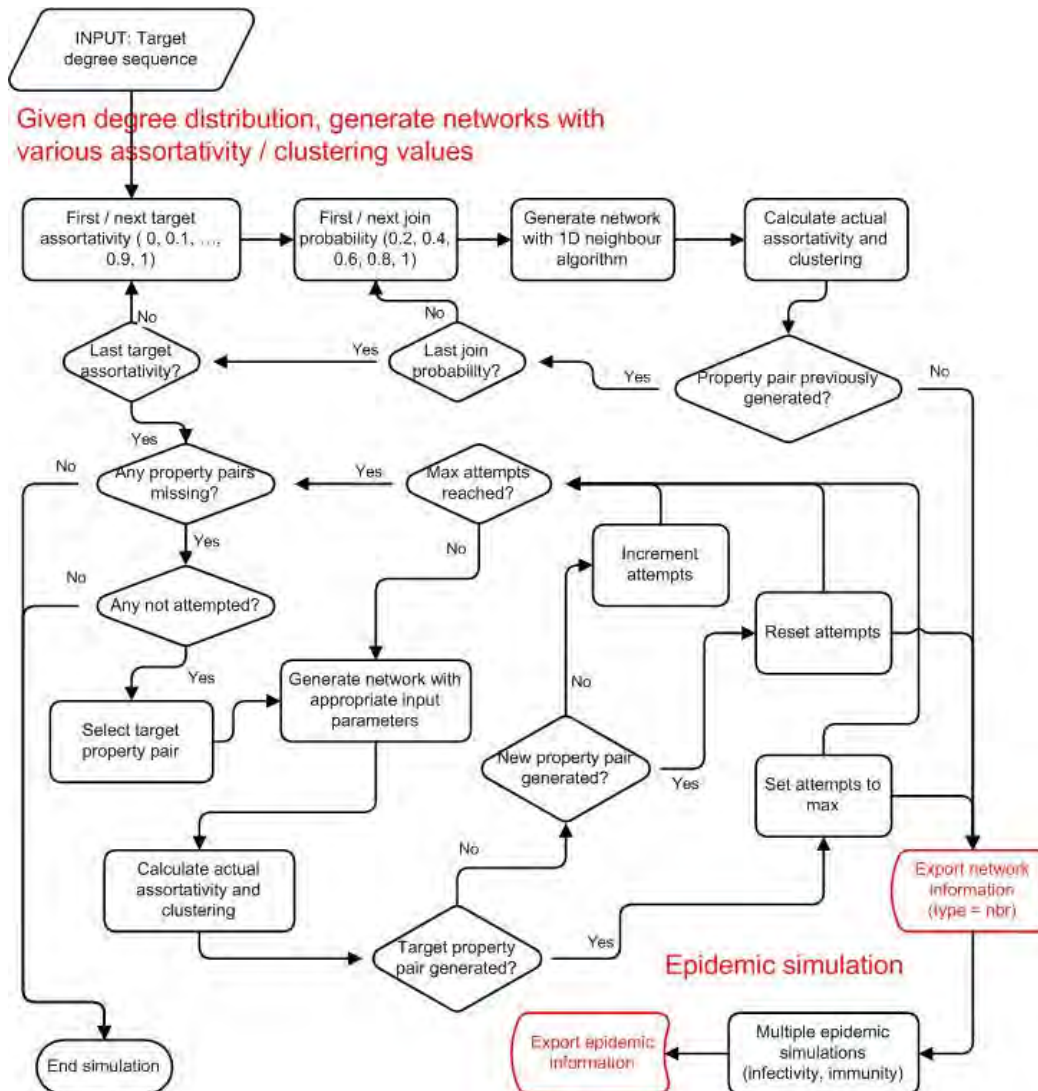 INPUT: Target
degree sequence
Given degree distribution, generate networks with
various assortativity / clustering values
First / next target
assortativity ( 0, 0.1, ...,
0.9, 1)
First / next join
probability (0.2, 0.4,
0.6, 0.8, 1)
Generate network
with 1D neighbour
algorithm
Calculate actual
assortativity and
clustering
No
No
Last target
assortativity?
Yes
Last join
probability?
Yes
Property pair previously
generated?
No
Yes
No
Any property pairs
missing?
Yes
Max attempts
reached?
Yes
No
Increment
attempts
No
Any not attempted?
Reset attempts
Yes
Generate network with
appropriate input
parameters
No
Select target
property pair
New property pair
generated?
Yes
Set attempts to
max
No
Calculate actual
assortativity and
clustering
Export network
information
(type = nbr)
Target property
pair generated?
Yes
Epidemic simulation
End simulation
Export epidemic
information
Multiple epidemic
simulations
(infectivity, immunity)